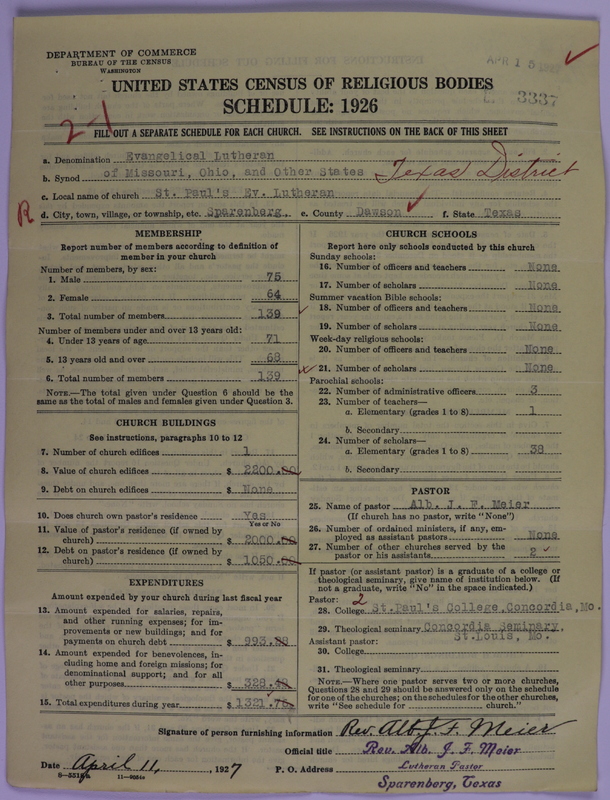 DEPARTMENT OF COMMERCE
BUREAU OF THE CENSUS
WASHINGTON
APR 15
UNITED STATES CENSUS OF RELIGIOUS BODIES
SCHEDULE: 1926
3337
2-1
FILL OUT A SEPARATE SCHEDULE FOR EACH CHURCH. SEE INSTRUCTIONS ON THE BACK OF THIS SHEET
a. Denomination Evangelical Lutheran
b. Synod of Missouri, Ohio, and Other States Texas District
c. Local name of church St. Paul's Ev. Lutheran
R d. City, town, village, or township, etc. Sparenberg, e. County Dawson f. State Texas
MEMBERSHIP
Report number of members according to definition of
member in your church
Number of members, by sex:
1. Male 75
2. Female 64
3. Total number of members 139
Number of members under and over 13 years old:
4. Under 13 years of age 71
5. 13 years old and over 68
6. Total number of members 139
NOTE.—The total given under Question 6 should be the
same as the total of males and females given under Question 3.
CHURCH BUILDINGS
See instructions, paragraphs 10 to 12
7. Number of church edifices 1
8. Value of church edifices $ 2200.00
9. Debt on church edifices $ None
10. Does church own pastor's residence Yes
Yes or No
11. Value of pastor's residence (if owned by
church) $ 2000.00
12. Debt on pastor's residence (if owned by
church) $ 1050.00
EXPENDITURES
Amount expended by your church during last fiscal year
13. Amount expended for salaries, repairs,
and other running expenses; for im-
provements or new buildings; and for
payments on church debt $ 993.
14. Amount expended for benevolences, in-
cluding home and foreign missions; for
denominational support; and for all
other purposes $ 328.
15. Total expenditures during year $ 1321.
CHURCH SCHOOLS
Report here only schools conducted by this church
Sunday schools:
16. Number of officers and teachers None
17. Number of scholars None
Summer vacation Bible schools:
18. Number of officers and teachers None
19. Number of scholars None
Week-day religious schools:
20. Number of officers and teachers None
21. Number of scholars None
Parochial schools:
22. Number of administrative officers 3
23. Number of teachers—
a. Elementary (grades 1 to 8) 1
b. Secondary
24. Number of scholars—
a. Elementary (grades 1 to 8) 38
b. Secondary
PASTOR
25. Name of pastor Alb. J. F. Meier
(If church has no pastor, write "None")
26. Number of ordained ministers, if any, em-
ployed as assistant pastors None
27. Number of other churches served by the
pastor or his assistants 2
If pastor (or assistant pastor) is a graduate of a college or
theological seminary, give name of institution below. (If
not a graduate, write "No" in the space indicated.)
Pastor: 2
28. College St.Paul's College,Concordia,Mo.
29. Theological seminary Concordia Seminary,
St.Louis, Mo.
Assistant pastor:
30. College
31. Theological seminary
NOTE.—Where one pastor serves two or more churches,
Questions 28 and 29 should be answered only on the schedule
for one of the churches; on the schedules for the other churches,
write "See schedule for church."
Signature of person furnishing information Rev. Alb. J. F. Meier
Official title Rev. Alb. J. F. Meier
Date April 11, , 1927 P. O. Address Lutheran Pastor
Sparenberg, Texas